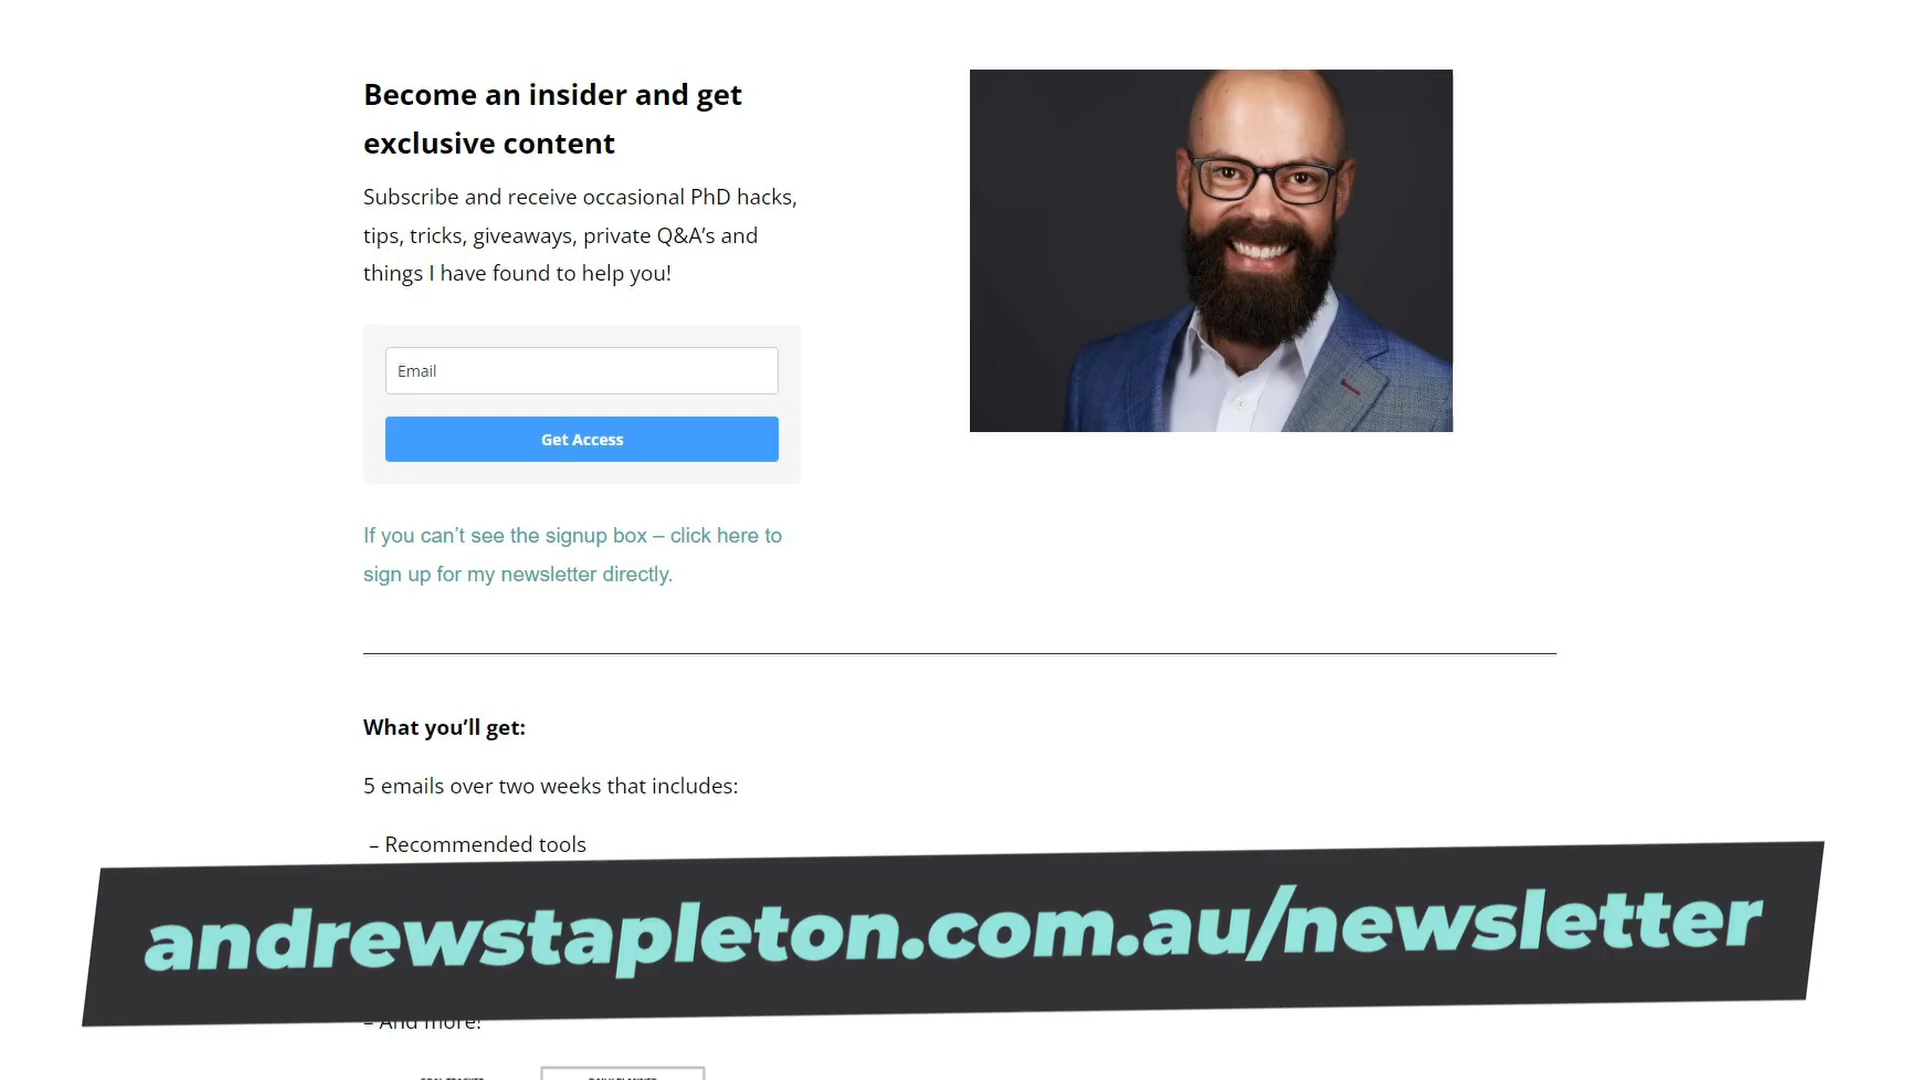 Become an insider and get
exclusive content
Subscribe and receive occasional PhD hacks,
tips, tricks, giveaways, private Q&A’s and
things I have found to help you!
Email
Get Access
If you can’t see the signup box – click here to
sign up for my newsletter directly.
What you’ll get:
5 emails over two weeks that includes:
– Recommended tools
andrewstapleton.com.au/newsletter
– And more!